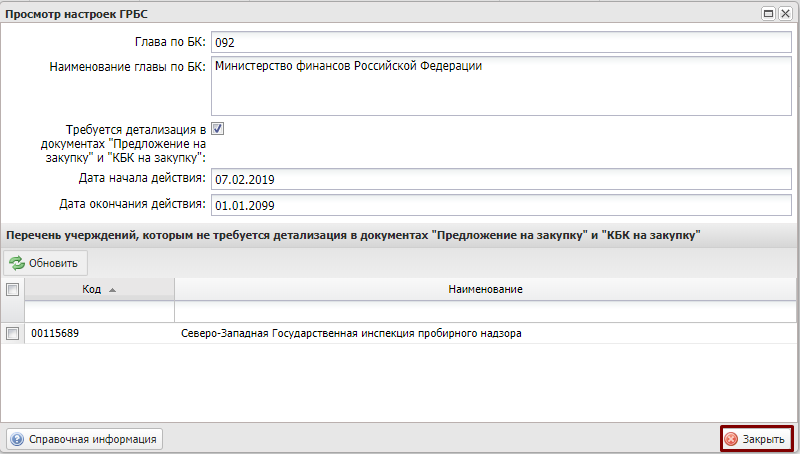 Просмотр настроек ГРБС
Глава по БК: 092
Наименование главы по БК: Министерство финансов Российской Федерации
Требуется детализация в
документах "Предложение на
закупку" и "КБК на закупку":
Дата начала действия: 07.02.2019
Дата окончания действия: 01.01.2099
Перечень учерждений, которым не требуется детализация в документах "Предложение на закупку" и "КБК на закупку"
Обновить
Код Наименование
00115689 Северо-Западная Государственная инспекция пробирного надзора
Справочная информация Закрыть